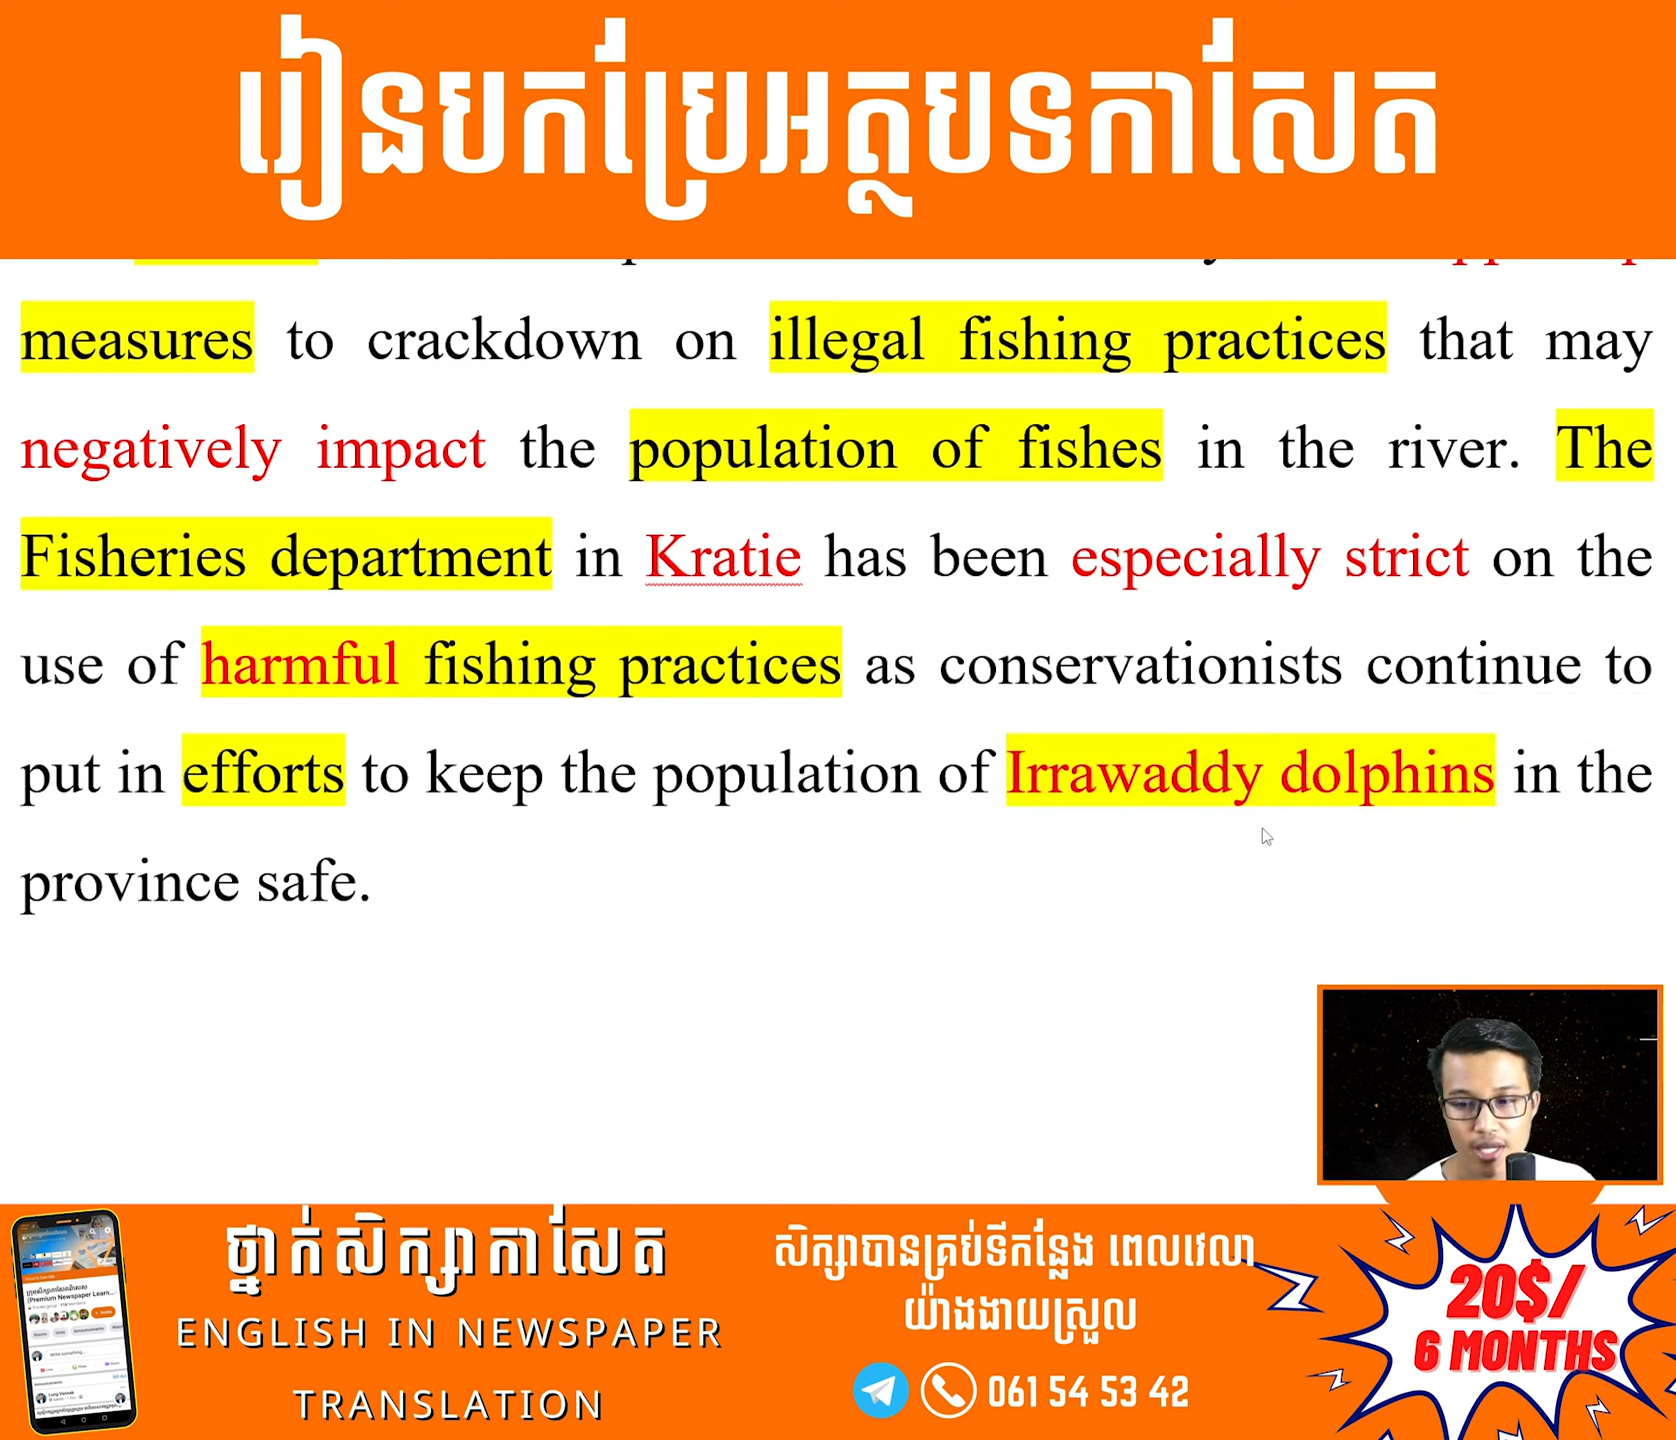 រៀនបកប្រែអត្ថបទកាសែត
measures to crackdown on illegal fishing practices that may
negatively impact the population of fishes in the river. The
Fisheries department in Kratie has been especially strict on the
use of harmful fishing practices as conservationists continue to
put in efforts to keep the population of Irrawaddy dolphins in the
province safe.
ថ្នាក់សិក្សាកាសែត
ENGLISH IN NEWSPAPER
TRANSLATION
សិក្សាបានគ្រប់ទីកន្លែង ពេលវេលា
យ៉ាងងាយស្រួល
061 54 53 42
20$/
6 MONTHS
(Premium Newspaper Learn...